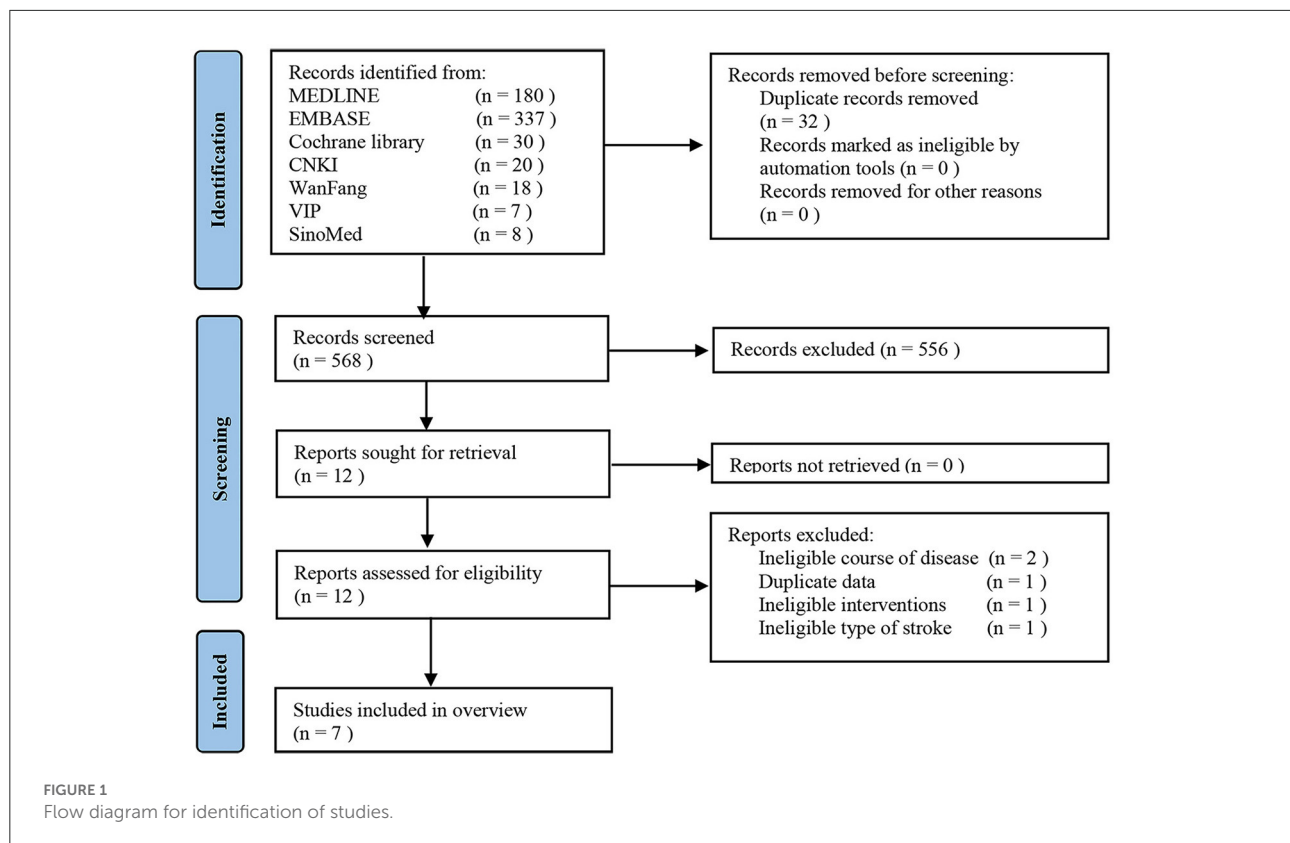 Identification
Records identified from:
MEDLINE (n = 180 )
EMBASE (n = 337)
Cochrane library (n = 30 )
CNKI (n = 20 )
WanFang (n = 18 )
VIP (n = 7 )
SinoMed (n = 8 )
Records removed before screening:
Duplicate records removed
(n = 32 )
Records marked as ineligible by
automation tools (n = 0 )
Records removed for other reasons
(n = 0 )
Screening
Records screened
(n = 568 )
Records excluded (n = 556 )
Reports sought for retrieval
(n = 12 )
Reports not retrieved (n = 0 )
Reports assessed for eligibility
(n = 12 )
Reports excluded:
Ineligible course of disease (n = 2 )
Duplicate data (n = 1 )
Ineligible interventions (n = 1 )
Ineligible type of stroke (n = 1 )
Included
Studies included in overview
(n = 7 )
FIGURE 1
Flow diagram for identification of studies.